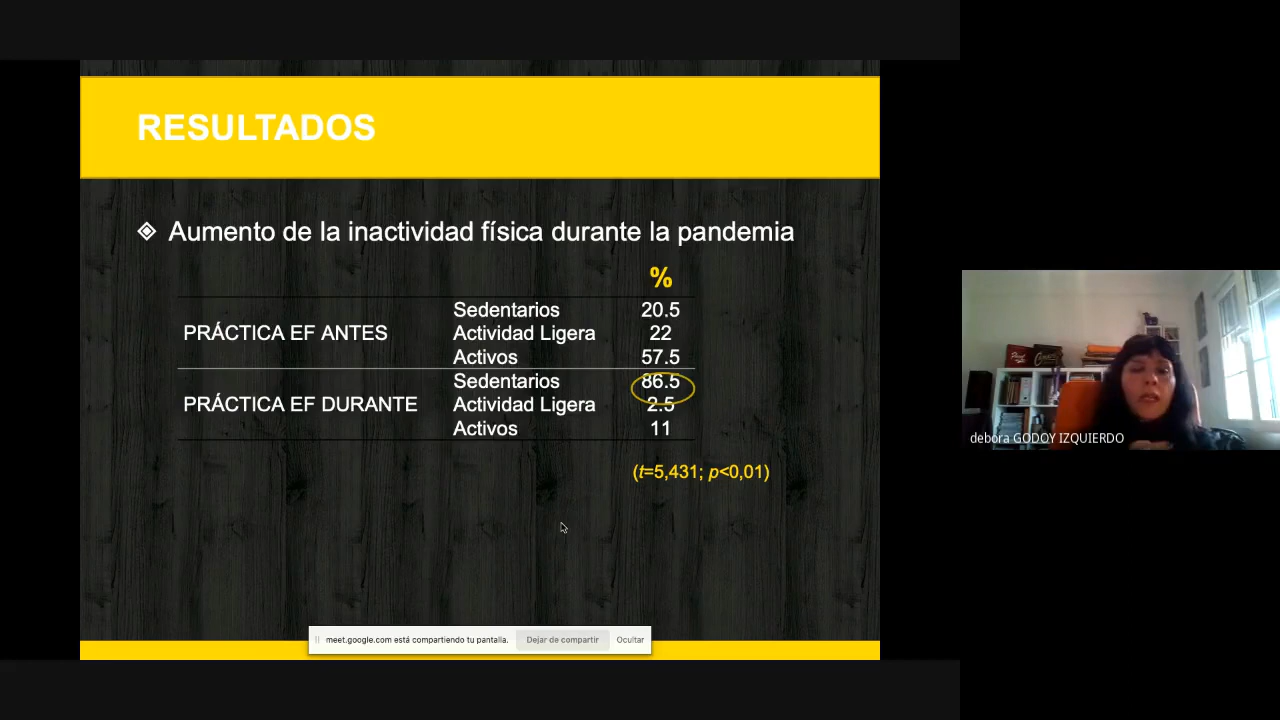 RESULTADOS
Aumento de la inactividad física durante la pandemia
%
Sedentarios 20.5
PRÁCTICA EF ANTES Actividad Ligera 22
Activos 57.5
Sedentarios 86.5
PRÁCTICA EF DURANTE Actividad Ligera 2.5
Activos 11
(t=5,431; p<0,01)
meet.google.com está compartiendo tu pantalla. Dejar de compartir Ocultar
debora GODOY IZQUIERDO